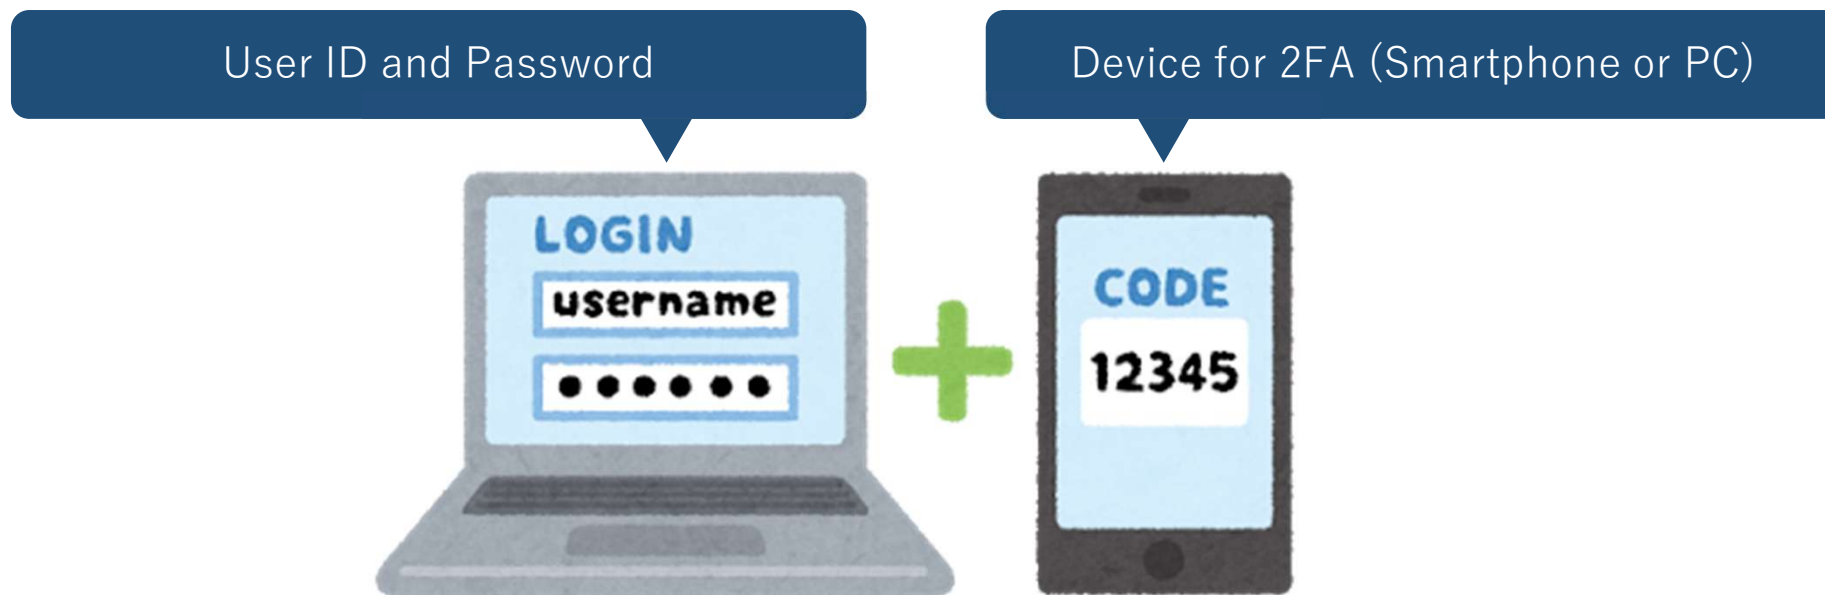 User ID and Password
Device for 2FA (Smartphone or PC)
LOGIN
username
••••••
CODE
12345